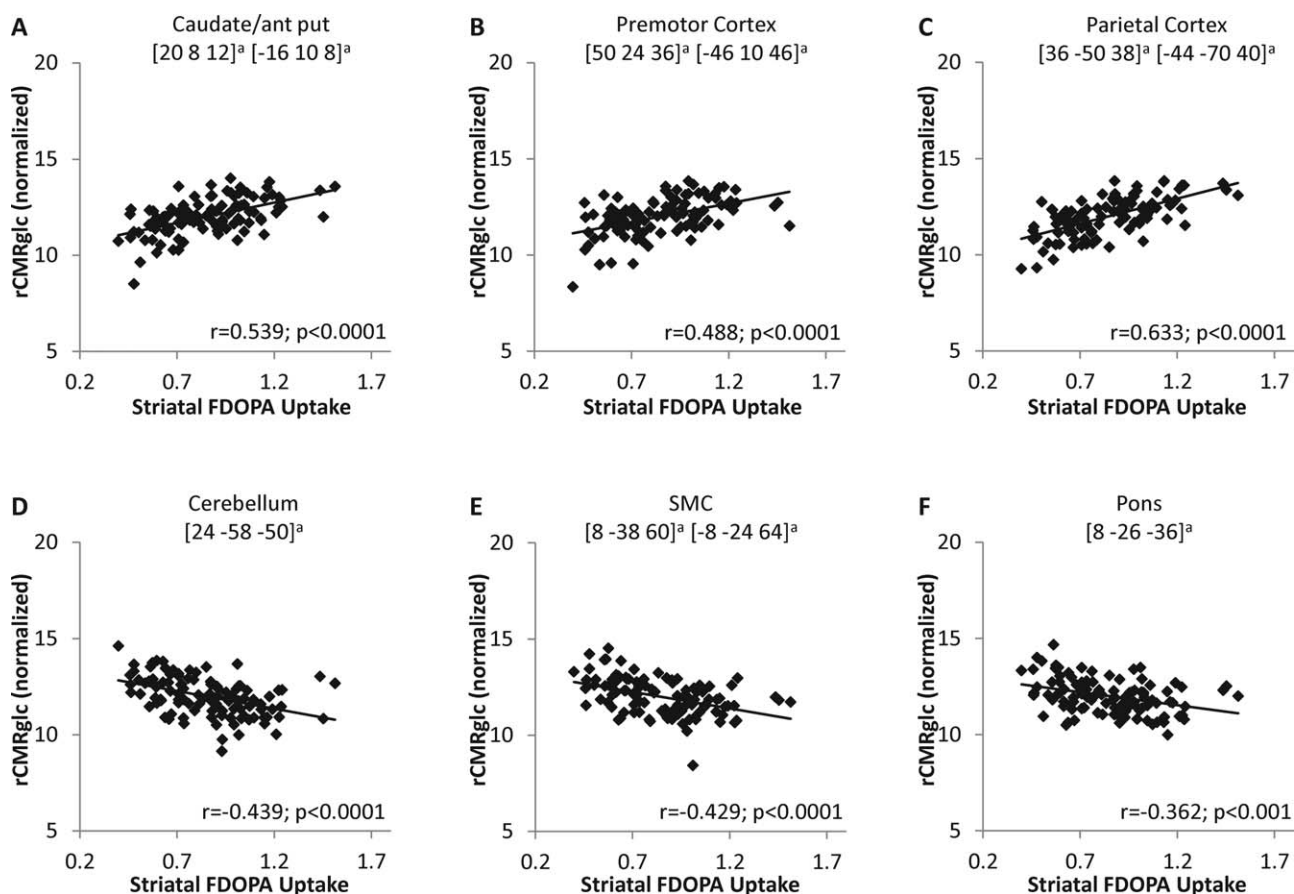 A
Caudate/ant put
[20 8 12]ᵃ [-16 10 8]ᵃ
20
15
10
5
rCMRglc (normalized)
r=0.539; p<0.0001
0.2 0.7 1.2 1.7
Striatal FDOPA Uptake
B
Premotor Cortex
[50 24 36]ᵃ [-46 10 46]ᵃ
20
15
10
5
rCMRglc (normalized)
r=0.488; p<0.0001
0.2 0.7 1.2 1.7
Striatal FDOPA Uptake
C
Parietal Cortex
[36 -50 38]ᵃ [-44 -70 40]ᵃ
20
15
10
5
rCMRglc (normalized)
r=0.633; p<0.0001
0.2 0.7 1.2 1.7
Striatal FDOPA Uptake
D
Cerebellum
[24 -58 -50]ᵃ
20
15
10
5
rCMRglc (normalized)
r=-0.439; p<0.0001
0.2 0.7 1.2 1.7
Striatal FDOPA Uptake
E
SMC
[8 -38 60]ᵃ [-8 -24 64]ᵃ
20
15
10
5
rCMRglc (normalized)
r=-0.429; p<0.0001
0.2 0.7 1.2 1.7
Striatal FDOPA Uptake
F
Pons
[8 -26 -36]ᵃ
20
15
10
5
rCMRglc (normalized)
r=-0.362; p<0.001
0.2 0.7 1.2 1.7
Striatal FDOPA Uptake